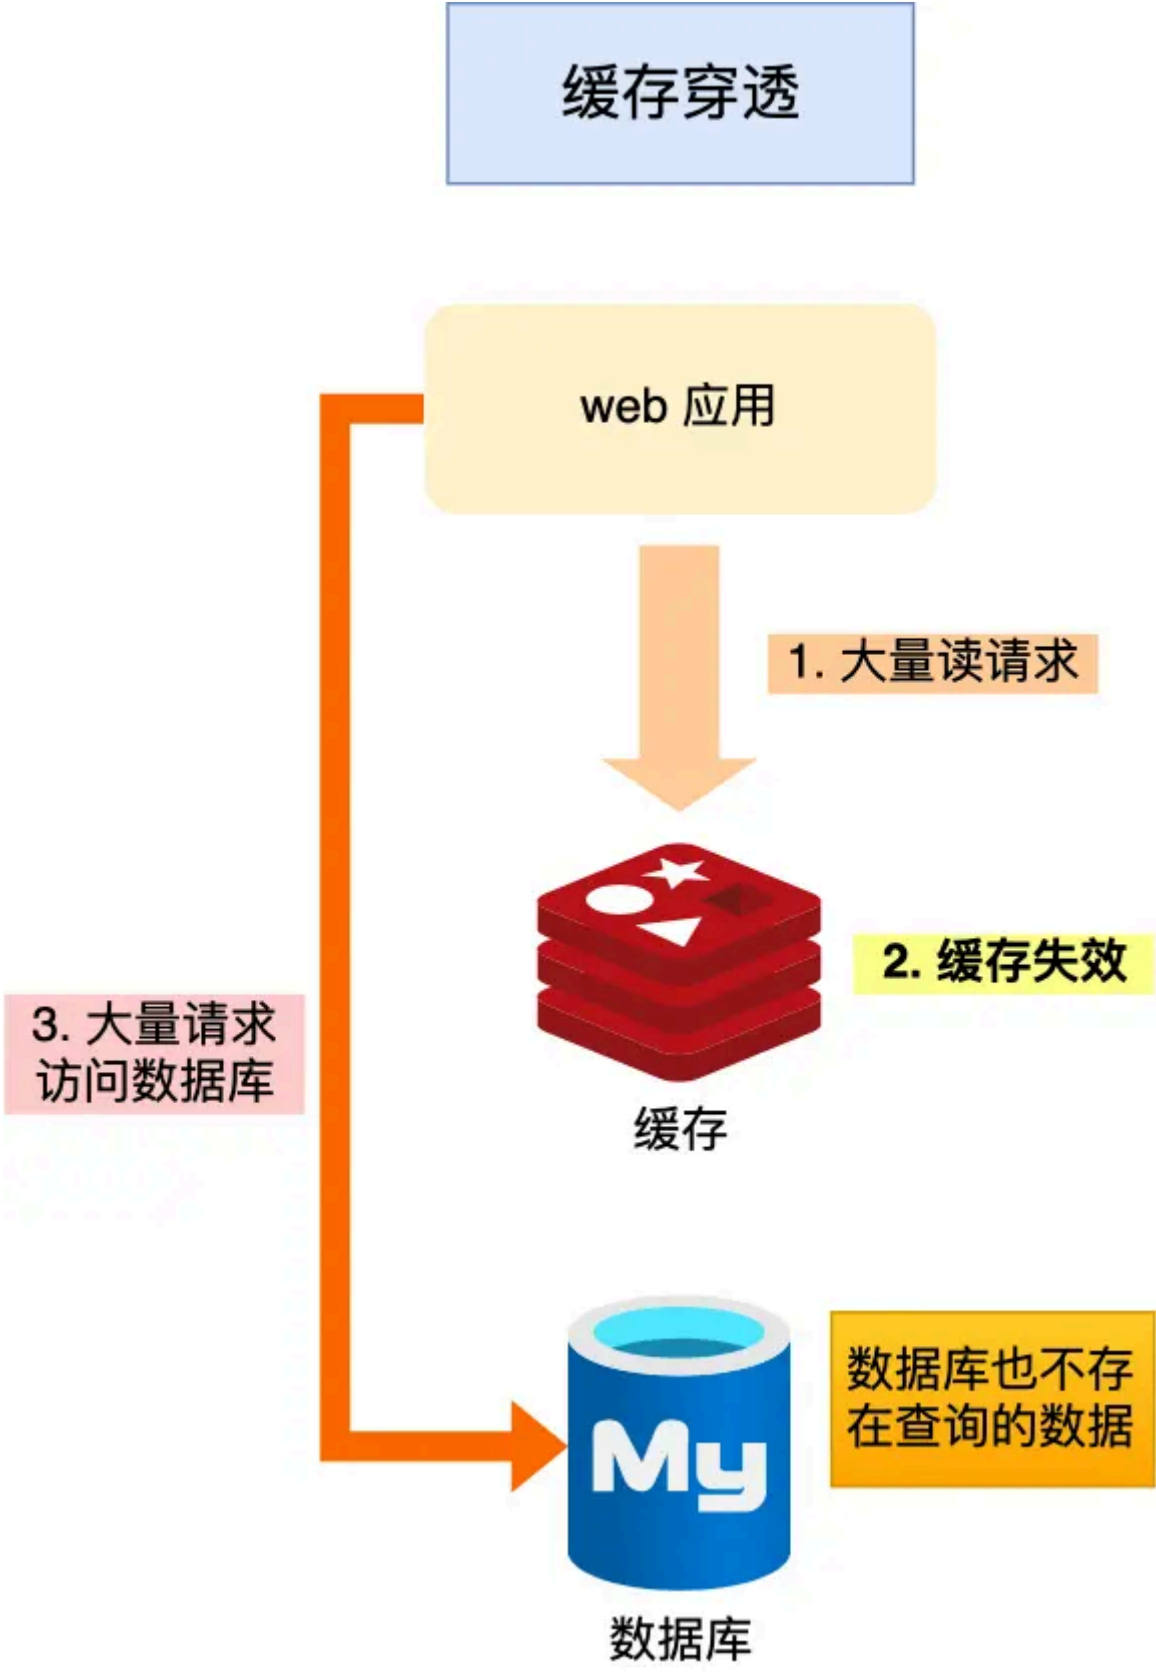 缓存穿透
web 应用
1. 大量读请求
2. 缓存失效
3. 大量请求
访问数据库
缓存
数据库也不存
在查询的数据
My
数据库